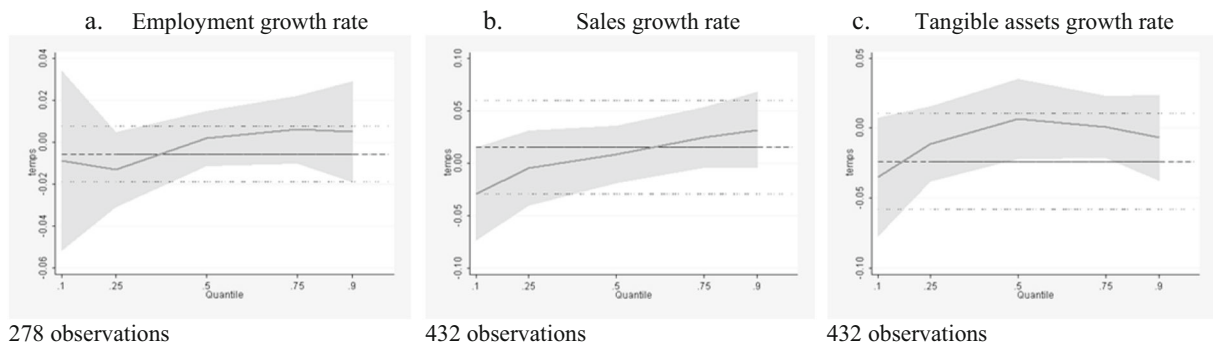 a. Employment growth rate
b. Sales growth rate
c. Tangible assets growth rate
0.04
0.02
0.00
-0.02
-0.04
-0.06
temps
.1 .25 .5 .75 .9
Quantile
0.10
0.05
0.00
-0.05
-0.10
temps
.1 .25 .5 .75 .9
Quantile
0.05
0.00
-0.05
-0.10
temps
.1 .25 .5 .75 .9
Quantile
278 observations
432 observations
432 observations